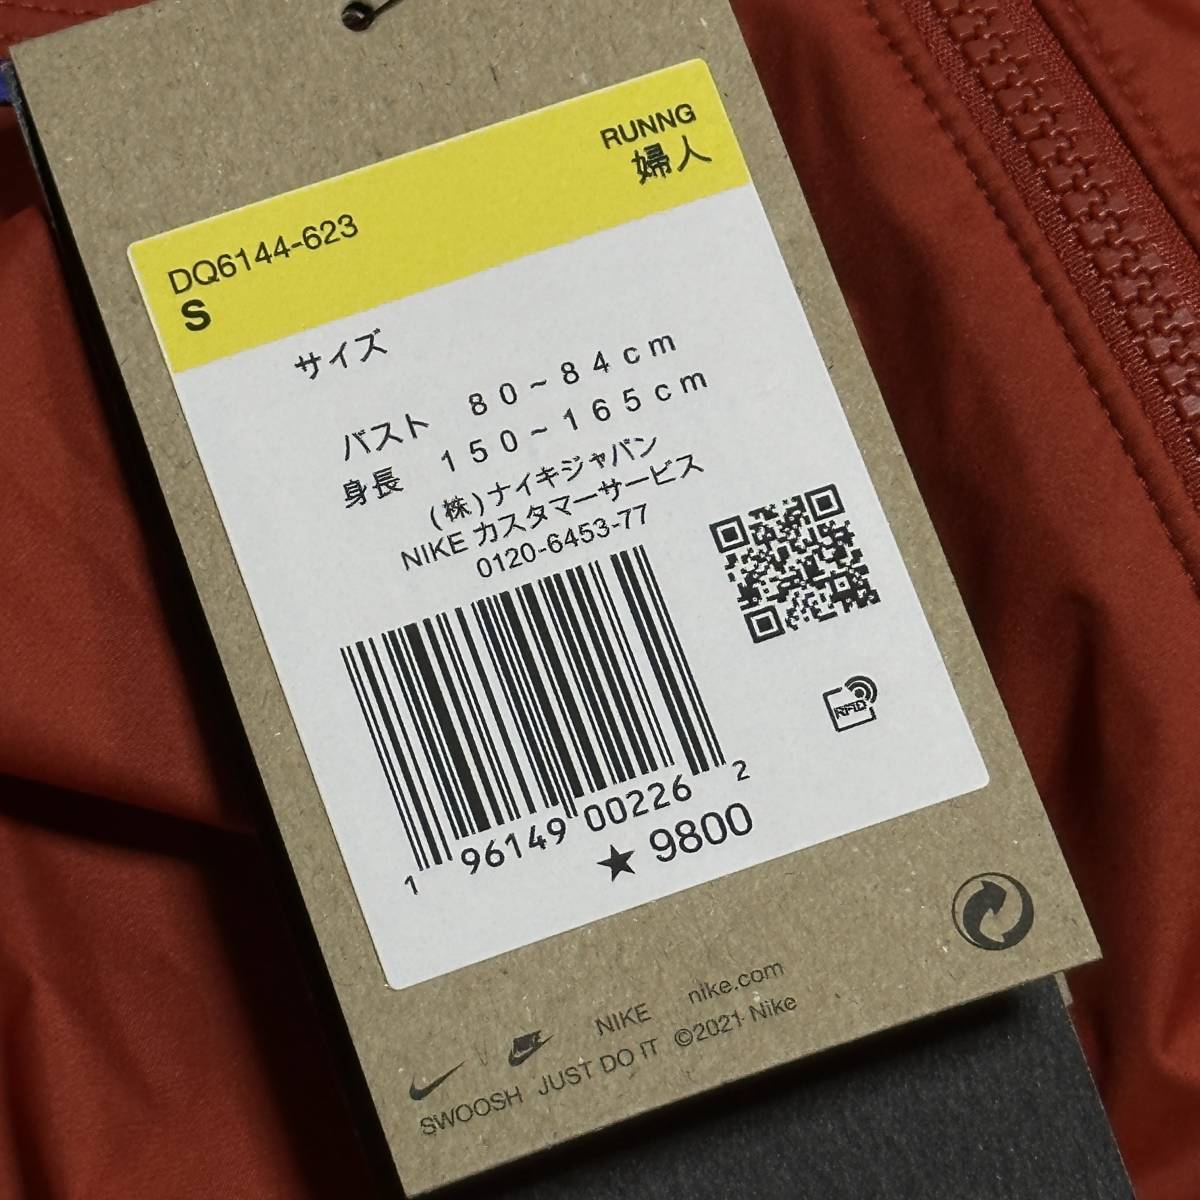 RUNNG
婦人
DQ6144-623
S
サイズ
バスト 80~84cm
身長 150~165cm
(株)ナイキジャパン
NIKE カスタマーサービス
0120-6453-77
RFID
1 96149 00226 2
★9800
NIKE nike.com
SWOOSH JUST DO IT ©2021 Nike